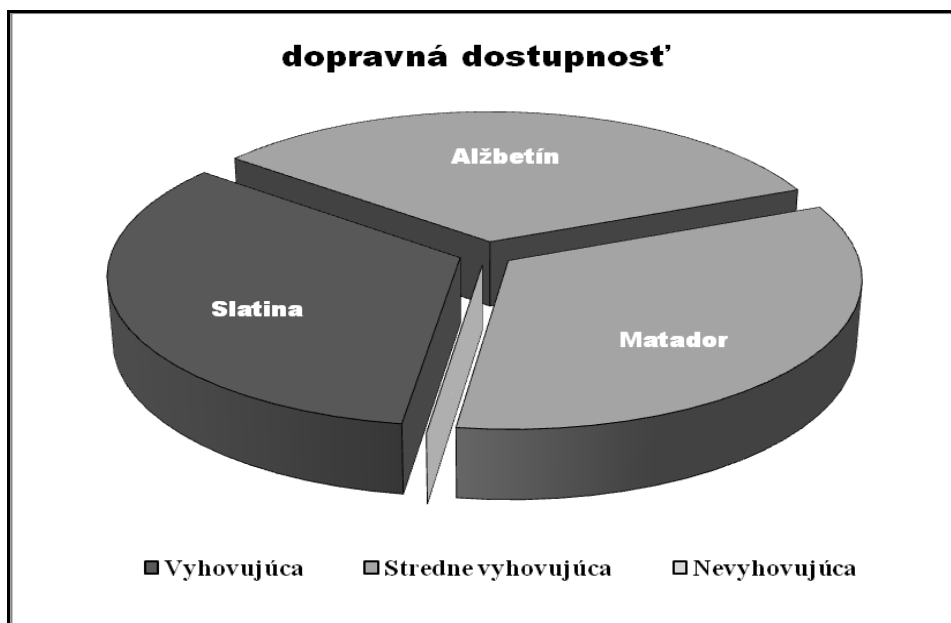 dopravná dostupnosť
Alžbetín
Slatina
Matador
Vyhovujúca Stredne vyhovujúca Nevyhovujúca